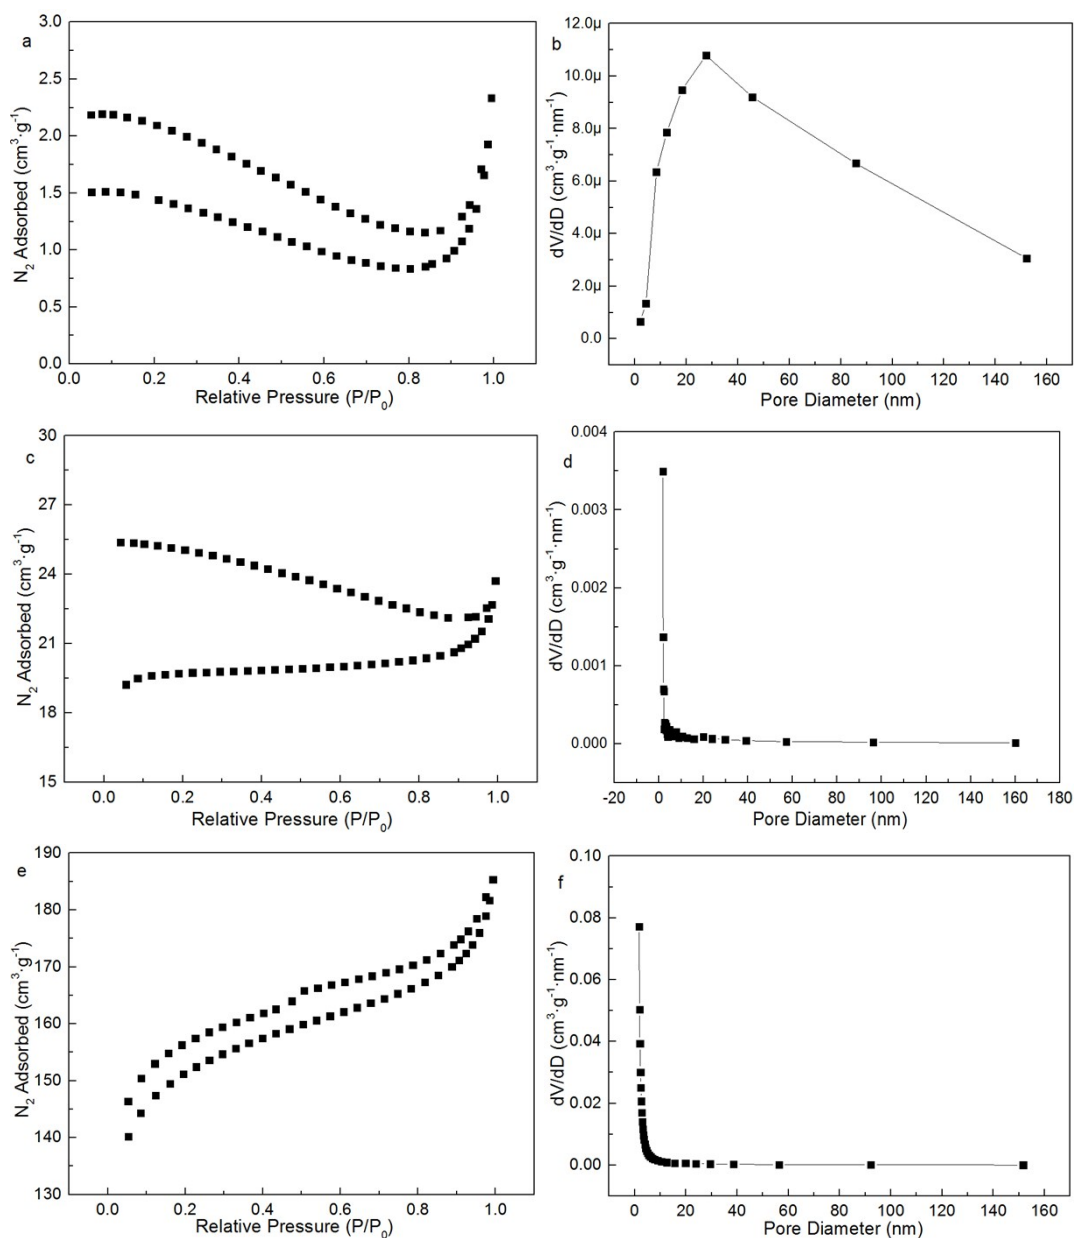 a
3.0
2.5
2.0
1.5
1.0
0.5
0.0
N₂ Adsorbed (cm³·g⁻¹)
0.0 0.2 0.4 0.6 0.8 1.0
Relative Pressure (P/P₀)
b
12.0µ
10.0µ
8.0µ
6.0µ
4.0µ
2.0µ
0.0
dV/dD (cm³·g⁻¹·nm⁻¹)
0 20 40 60 80 100 120 140 160
Pore Diameter (nm)
c
30
27
24
21
18
15
N₂ Adsorbed (cm³·g⁻¹)
0.0 0.2 0.4 0.6 0.8 1.0
Relative Pressure (P/P₀)
d
0.004
0.003
0.002
0.001
0.000
dV/dD (cm³·g⁻¹·nm⁻¹)
-20 0 20 40 60 80 100 120 140 160 180
Pore Diameter (nm)
e
190
180
170
160
150
140
130
N₂ Adsorbed (cm³·g⁻¹)
0.0 0.2 0.4 0.6 0.8 1.0
Relative Pressure (P/P₀)
f
0.10
0.08
0.06
0.04
0.02
0.00
dV/dD (cm³·g⁻¹·nm⁻¹)
0 20 40 60 80 100 120 140 160
Pore Diameter (nm)